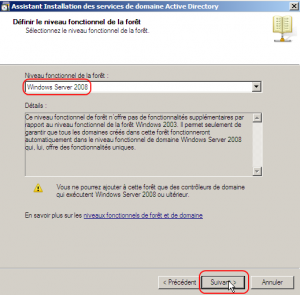 Assistant Installation des services de domaine Active Directory
Définir le niveau fonctionnel de la forêt
Sélectionnez le niveau fonctionnel de la forêt.
Niveau fonctionnel de la forêt :
Windows Server 2008
Détails :
Ce niveau fonctionnel de forêt n'offre pas de fonctionnalités supplémentaires par
rapport au niveau fonctionnel de la forêt Windows 2003. Il permet seulement de
garantir que tous les domaines créés dans cette forêt fonctionneront
automatiquement dans le niveau fonctionnel de domaine Windows Server 2008
qui, lui, offre des fonctionnalités uniques.
Vous ne pourrez ajouter à cette forêt que des contrôleurs de domaine
qui exécutent Windows Server 2008 ou ultérieur.
En savoir plus sur les niveaux fonctionnels de forêt et de domaine
< Précédent Suivant > Annuler